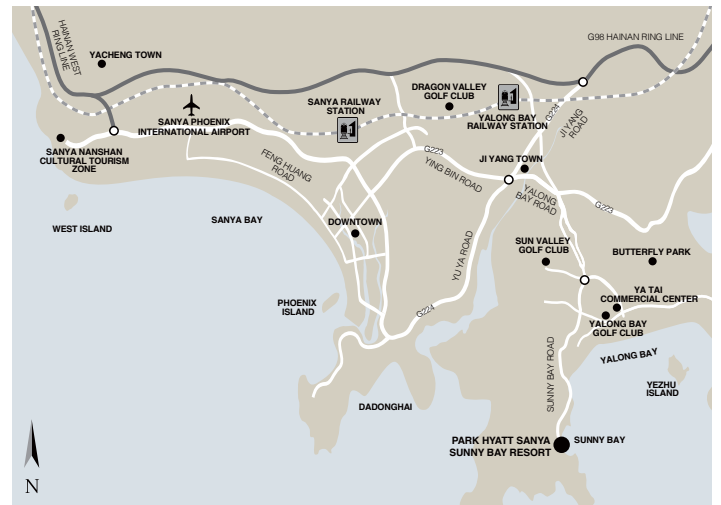 G98 HAINAN RING LINE
HAINAN WEST
RING LINE
YACHENG TOWN
SANYA PHOENIX
INTERNATIONAL AIRPORT
SANYA RAILWAY
STATION
DRAGON VALLEY
GOLF CLUB
YALONG BAY
RAILWAY STATION
G224
JI YANG
ROAD
SANYA NANSHAN
CULTURAL TOURISM
ZONE
FENG HUANG
ROAD
G223
YING BIN ROAD
JI YANG TOWN
YALONG
BAY ROAD
G223
WEST ISLAND
SANYA BAY
DOWNTOWN
YU YA ROAD
SUN VALLEY
GOLF CLUB
BUTTERFLY PARK
YA TAI
COMMERCIAL CENTER
PHOENIX
ISLAND
G224
YALONG BAY
GOLF CLUB
SUNNY BAY ROAD
YALONG BAY
YEZHU
ISLAND
DADONGHAI
PARK HYATT SANYA
SUNNY BAY RESORT
SUNNY BAY
N